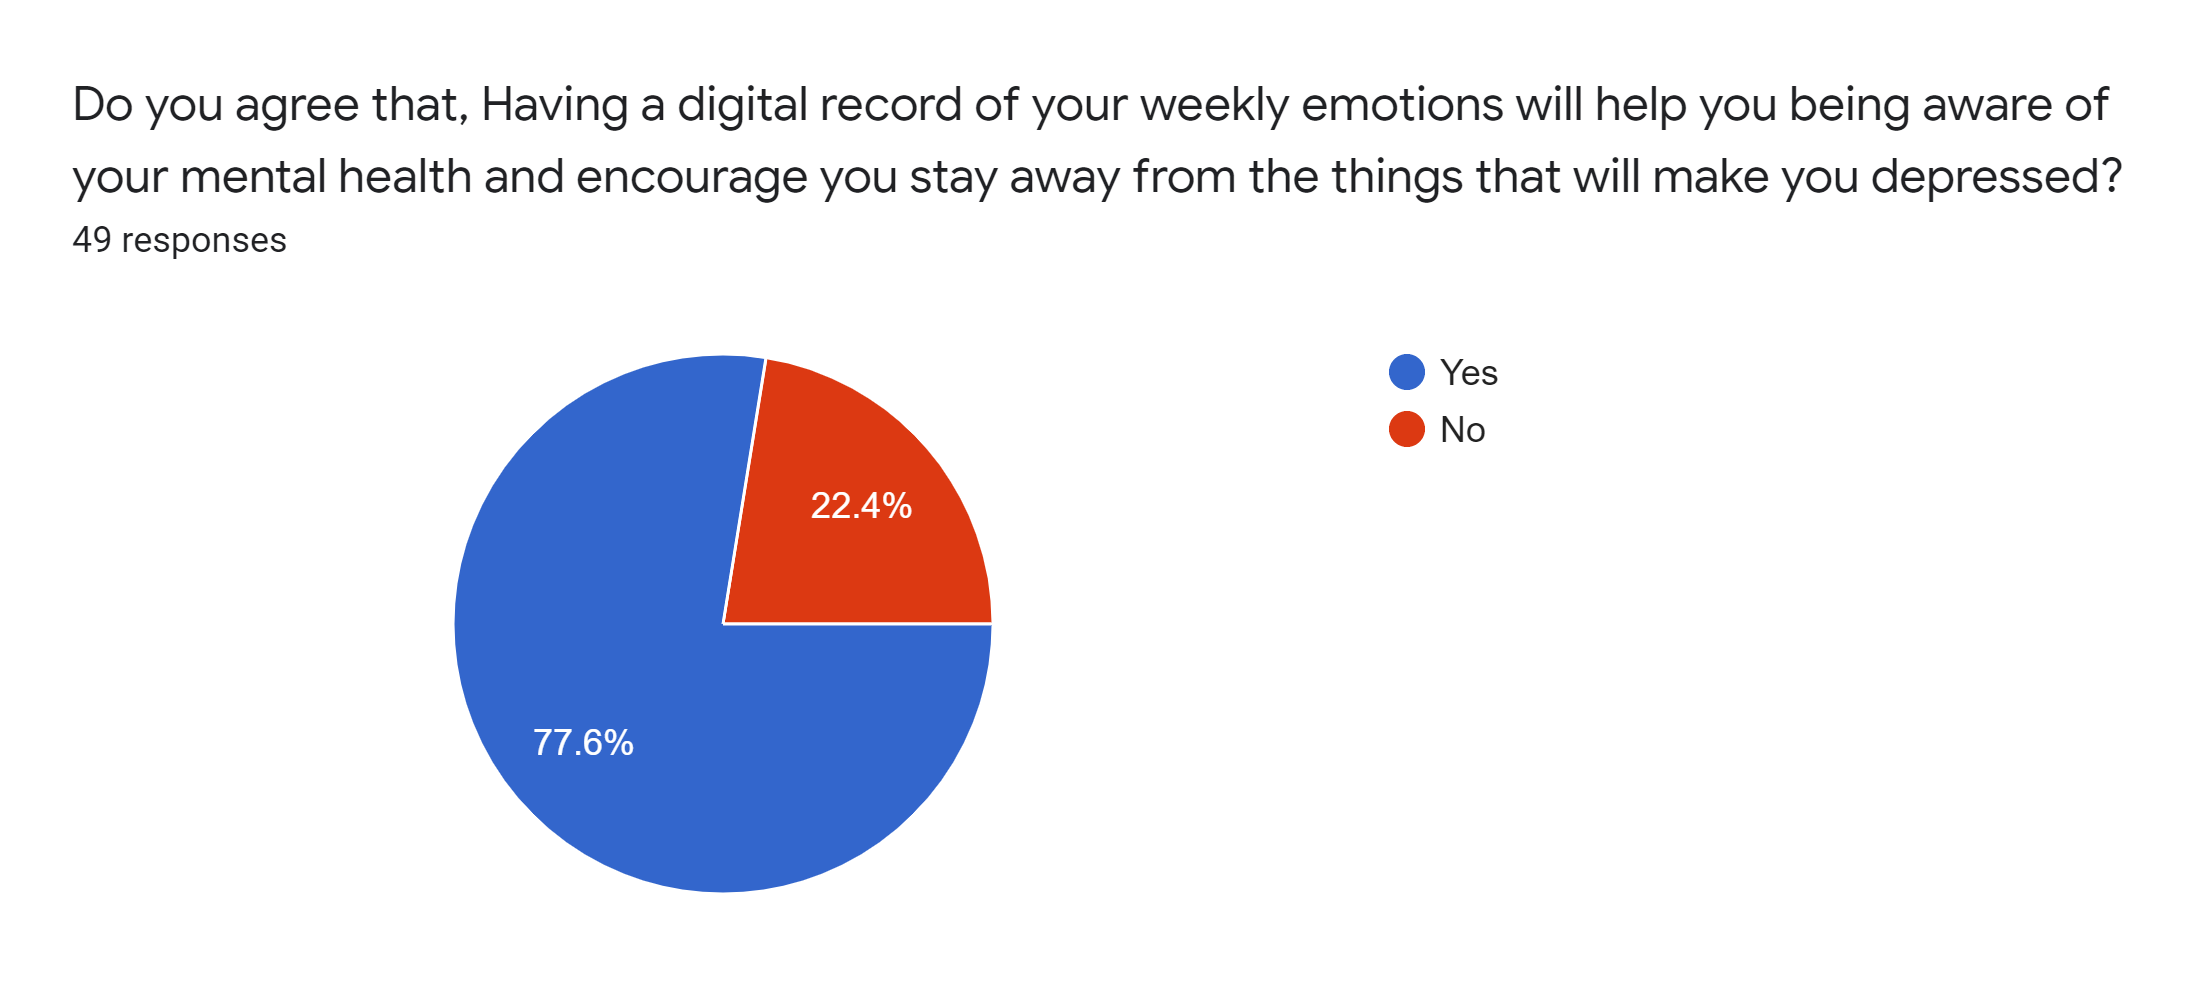 Do you agree that, Having a digital record of your weekly emotions will help you being aware of
your mental health and encourage you stay away from the things that will make you depressed?
49 responses
Yes
No
22.4%
77.6%